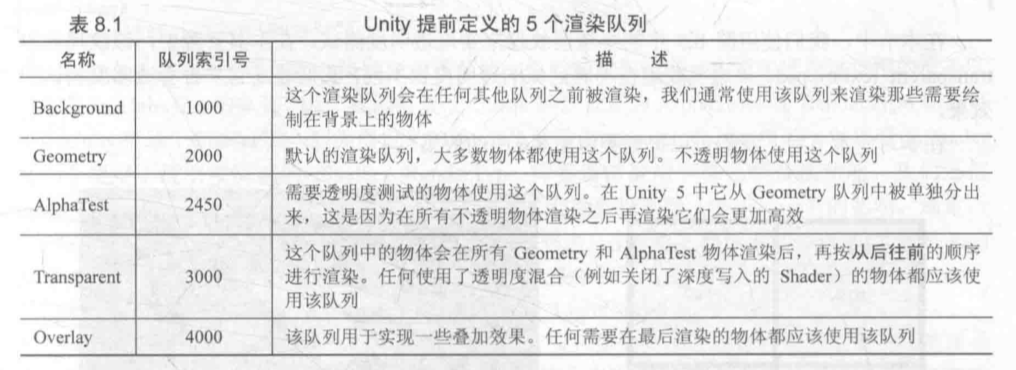 表 8.1 Unity 提前定义的 5 个渲染队列
名称 队列索引号 描 述
Background 1000 这个渲染队列会在任何其他队列之前被渲染，我们通常使用该队列来渲染那些需要绘
制在背景上的物体
Geometry 2000 默认的渲染队列，大多数物体都使用这个队列。不透明物体使用这个队列
AlphaTest 2450 需要透明度测试的物体使用这个队列。在 Unity 5 中它从 Geometry 队列中被单独分出
来，这是因为在所有不透明物体渲染之后再渲染它们会更加高效
Transparent 3000 这个队列中的物体会在所有 Geometry 和 AlphaTest 物体渲染后，再按从后往前的顺序
进行渲染。任何使用了透明度混合（例如关闭了深度写入的 Shader）的物体都应该使
用该队列
Overlay 4000 该队列用于实现一些叠加效果。任何需要在最后渲染的物体都应该使用该队列